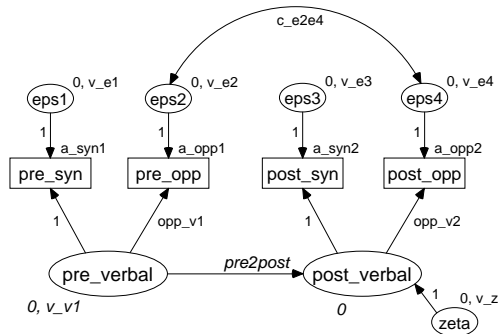 c_e2e4
0, v_e1
0, v_e2
0, v_e3
0, v_e4
eps1
eps2
eps3
eps4
1
1
1
1
a_syn1
a_opp1
a_syn2
a_opp2
pre_syn
pre_opp
post_syn
post_opp
1
opp_v1
1
opp_v2
pre_verbal
pre2post
post_verbal
0, v_v1
0
1
0, v_z
zeta